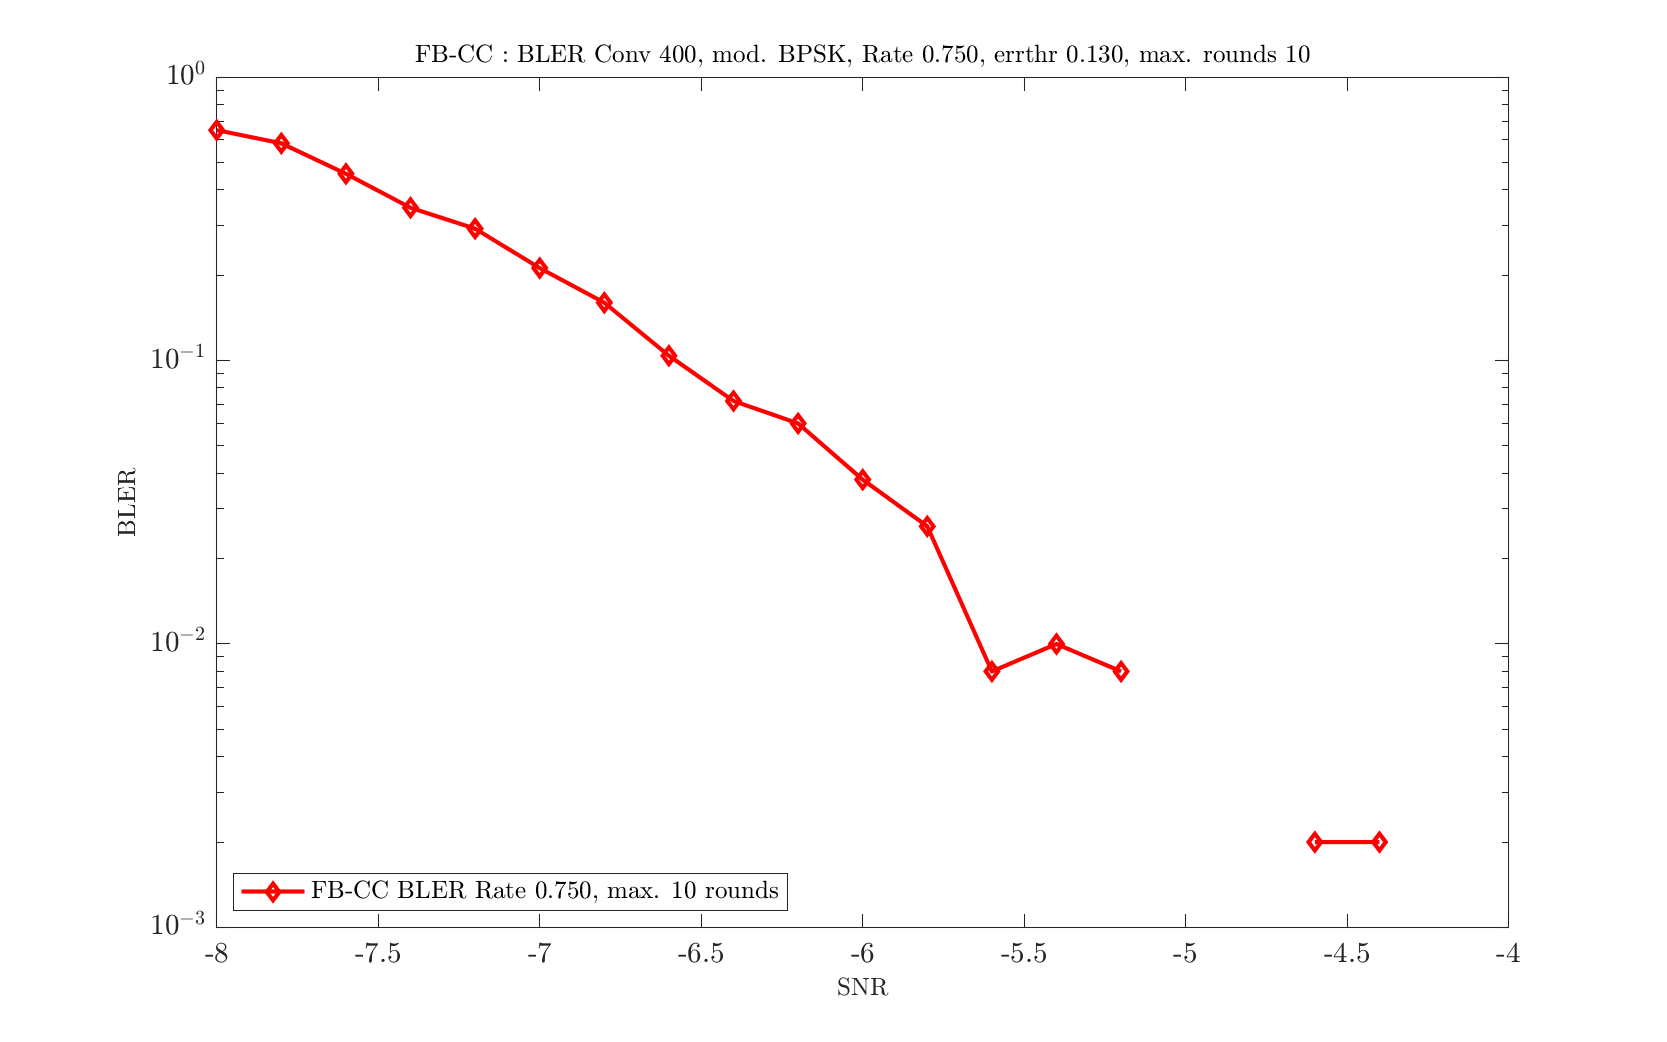 FB-CC : BLER Conv 400, mod. BPSK, Rate 0.750, errthr 0.130, max. rounds 10
10^0
10^-1
10^-2
10^-3
BLER
FB-CC BLER Rate 0.750, max. 10 rounds
-8 -7.5 -7 -6.5 -6 -5.5 -5 -4.5 -4
SNR